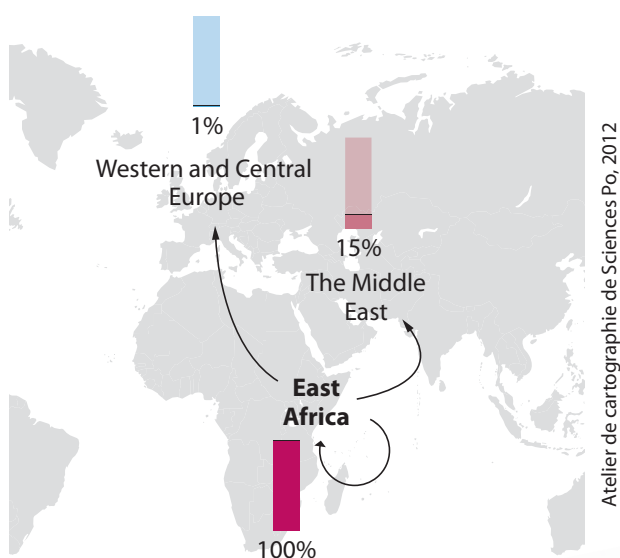 1%
Western and Central
Europe
15%
The Middle
East
East
Africa
100%
Atelier de cartographie de Sciences Po, 2012